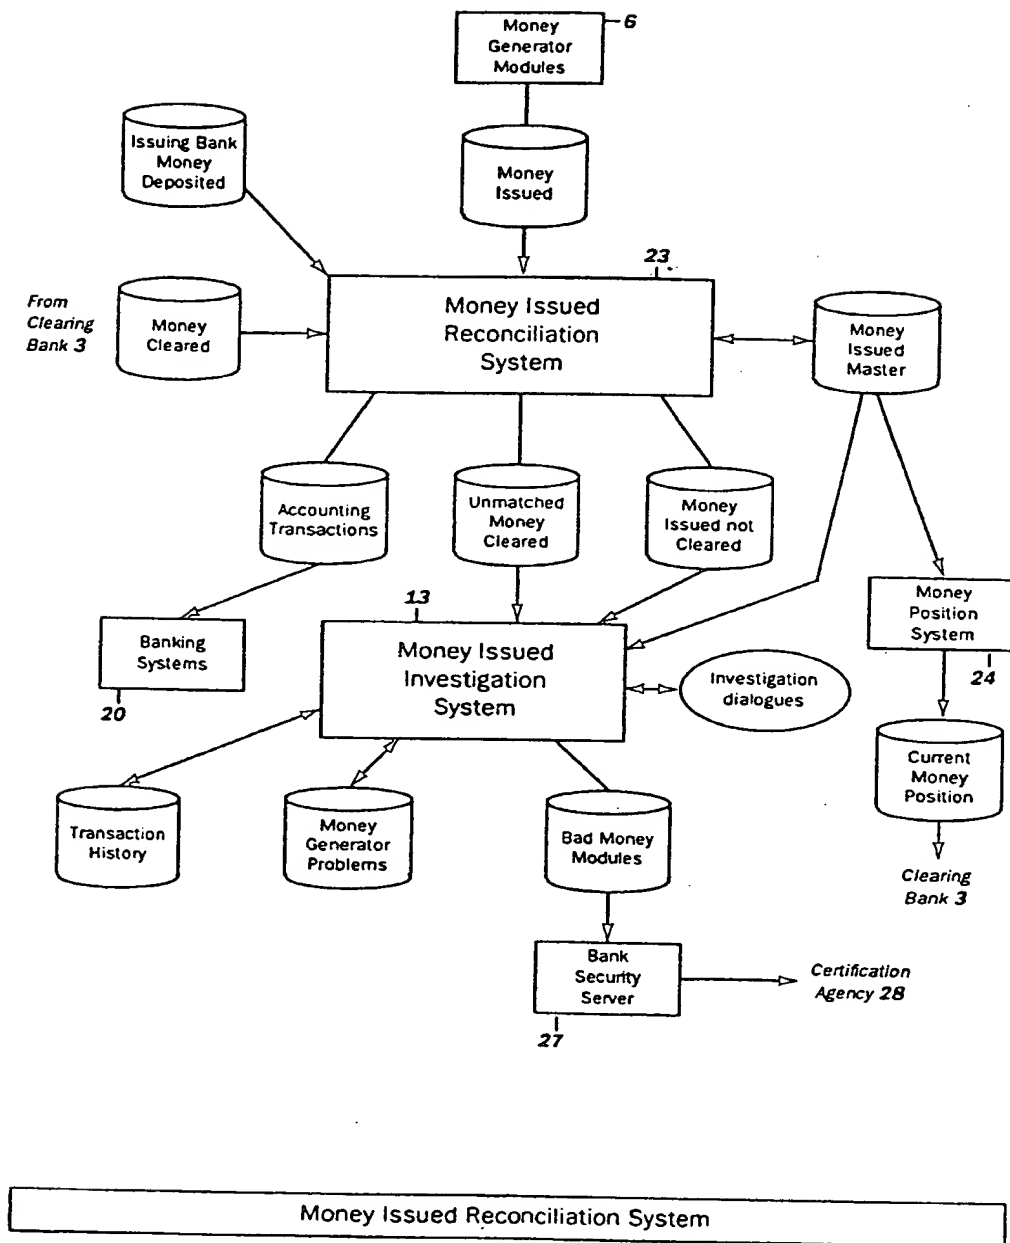 Money
Generator
Modules
6
Issuing Bank
Money
Deposited
Money
Issued
23
From
Clearing
Bank 3
Money
Cleared
Money Issued
Reconciliation
System
Money
Issued
Master
Accounting
Transactions
Unmatched
Money
Cleared
Money
Issued not
Cleared
13
Banking
Systems
20
Money Issued
Investigation
System
Investigation
dialogues
Money
Position
System
24
Transaction
History
Money
Generator
Problems
Bad Money
Modules
Current
Money
Position
Clearing
Bank 3
Bank
Security
Server
27
Certification
Agency 28
Money Issued Reconciliation System